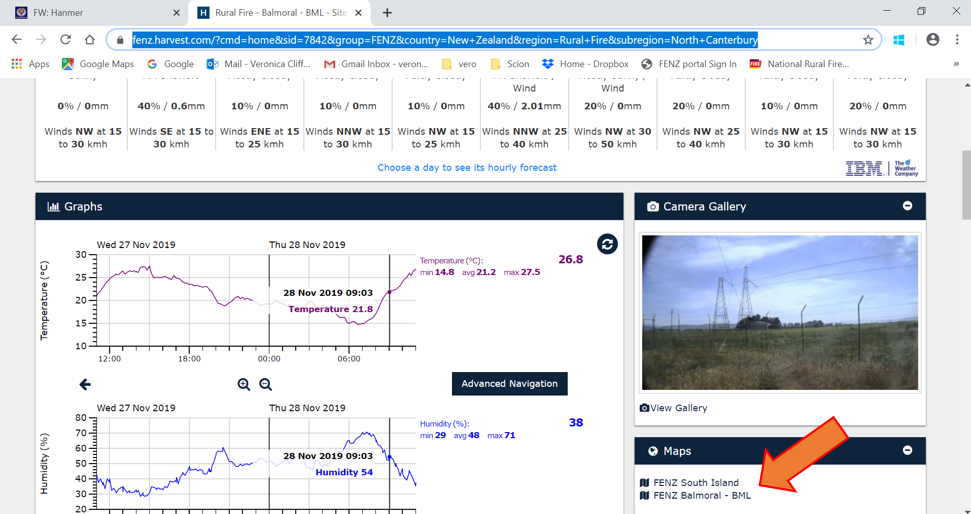 FW: Hanmer
Rural Fire - Balmoral - BML - Site
fenz.harvest.com/?cmd=home&sid=7842&group=FENZ&country=New+Zealand&region=Rural+Fire&subregion=North+Canterbury
Apps Google Maps Google Mail - Veronica Cliff... Gmail Inbox - veron... vero Scion Home - Dropbox FENZ portal Sign In National Rural Fire... »
Wind Wind
0% / 0mm 40% / 0.6mm 10% / 0mm 10% / 0mm 10% / 0mm 40% / 2.01mm 20% / 0mm 20% / 0mm 10% / 0mm 20% / 0mm
Winds NW at 15 Winds SE at 15 to Winds ENE at 15 Winds NNW at 15 Winds NW at 15 Winds NNW at 25 Winds NW at 30 Winds NW at 25 Winds NW at 15 Winds NW at 15
to 30 kmh 30 kmh to 25 kmh to 30 kmh to 25 kmh to 40 kmh to 50 kmh to 40 kmh to 30 kmh to 30 kmh
Choose a day to see its hourly forecast
IBM The Weather Company
Graphs
Wed 27 Nov 2019 Thu 28 Nov 2019
Temperature (°C)
30
25
20
15
10
28 Nov 2019 09:03
Temperature 21.8
12:00 18:00 00:00 06:00
Temperature (°C): 26.8
min 14.8 avg 21.2 max 27.5
Advanced Navigation
Wed 27 Nov 2019 Thu 28 Nov 2019
Humidity (%)
80
70
60
50
40
30
20
28 Nov 2019 09:03
Humidity 54
Humidity (%): 38
min 29 avg 48 max 71
Camera Gallery
View Gallery
Maps
FENZ South Island
FENZ Balmoral - BML